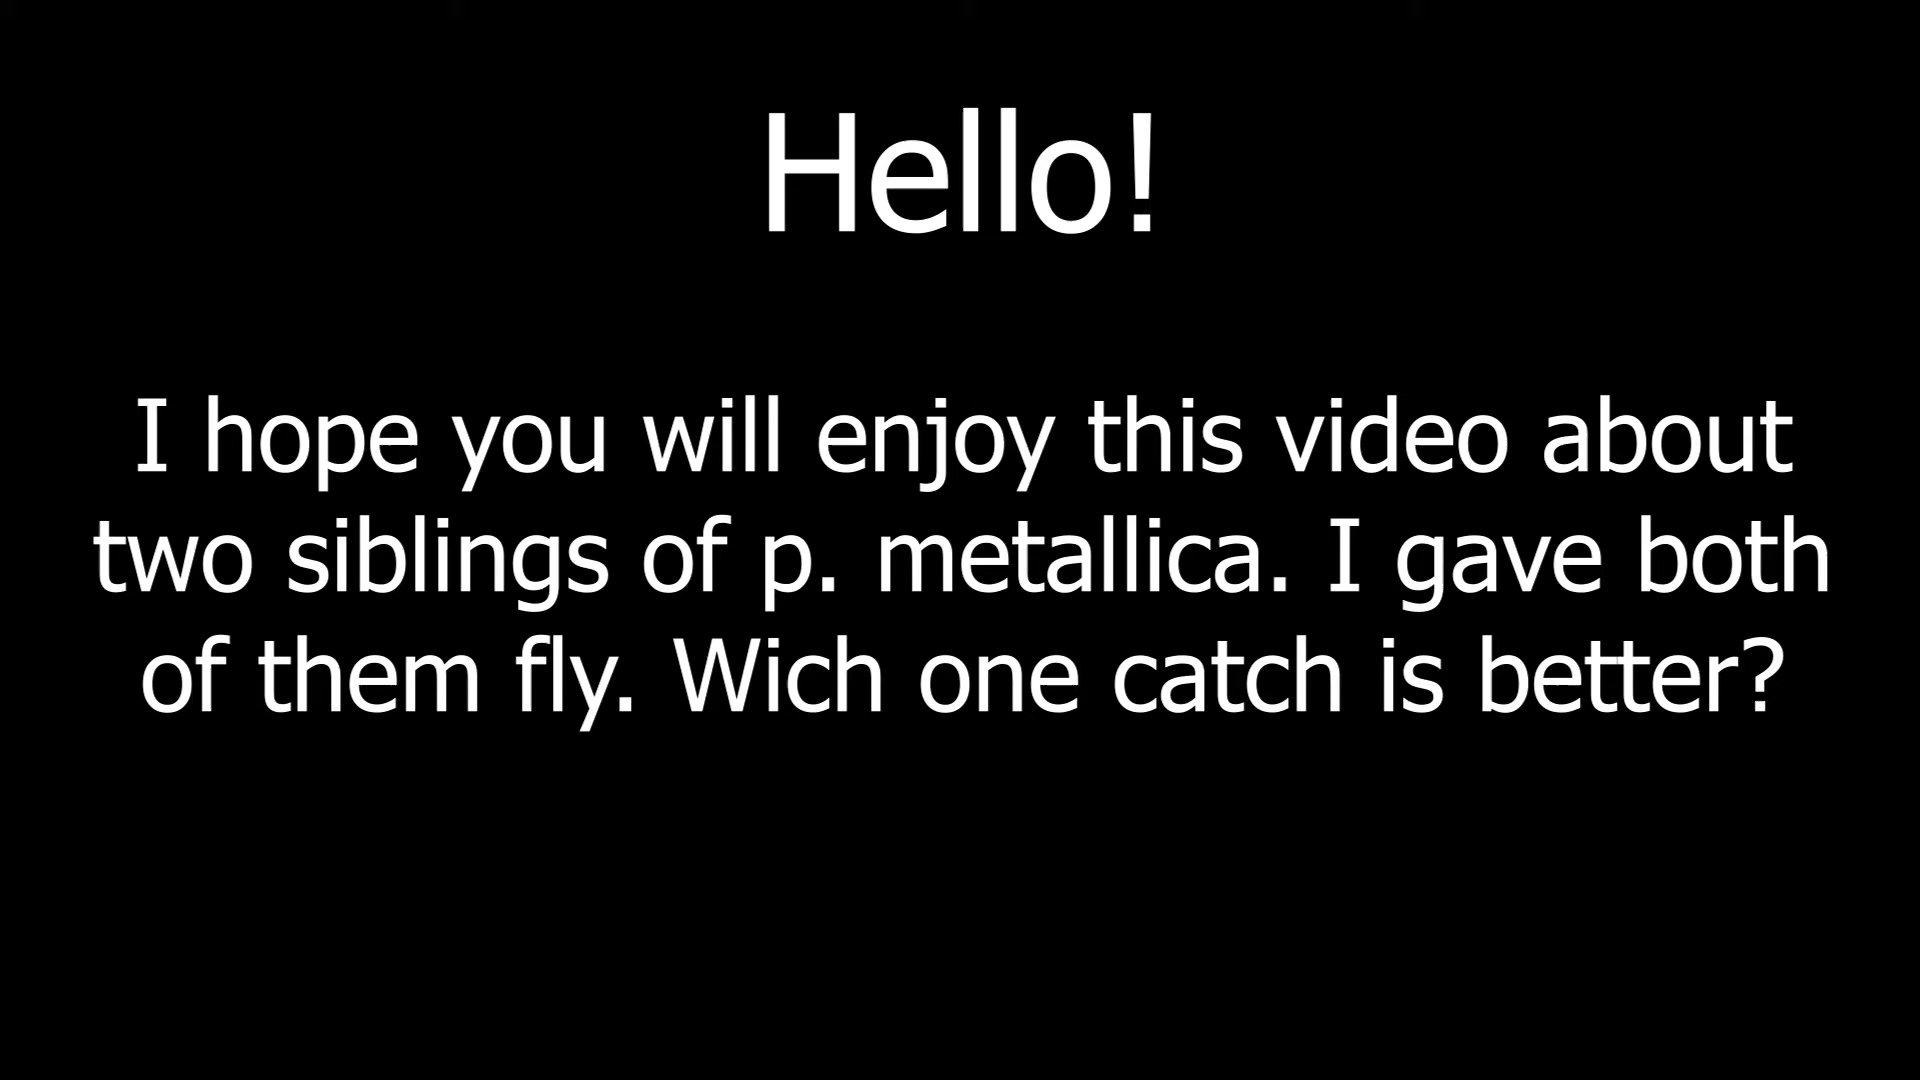 Hello!
I hope you will enjoy this video about
two siblings of p. metallica. I gave both
of them fly. Wich one catch is better?